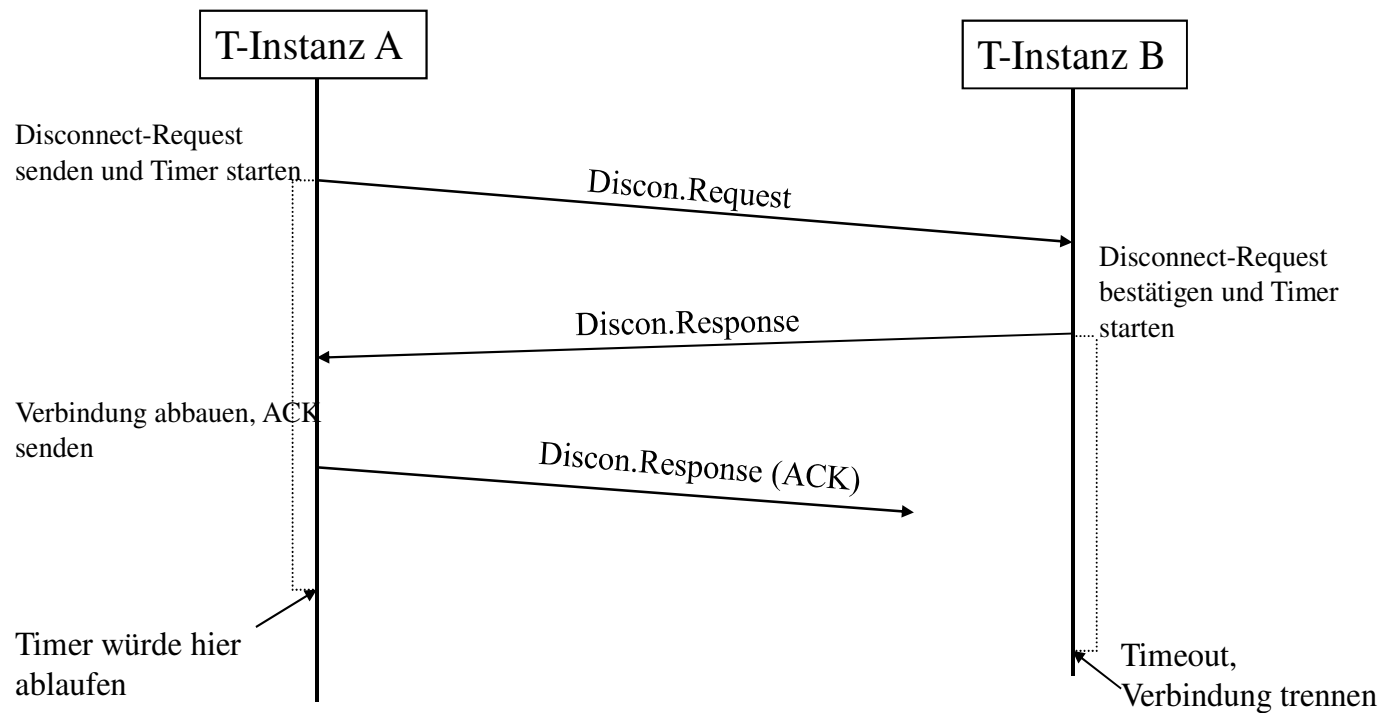 T-Instanz A
T-Instanz B
Disconnect-Request
senden und Timer starten
Discon.Request
Disconnect-Request
bestätigen und Timer
starten
Discon.Response
Verbindung abbauen, ACK
senden
Discon.Response (ACK)
Timer würde hier
ablaufen
Timeout,
Verbindung trennen